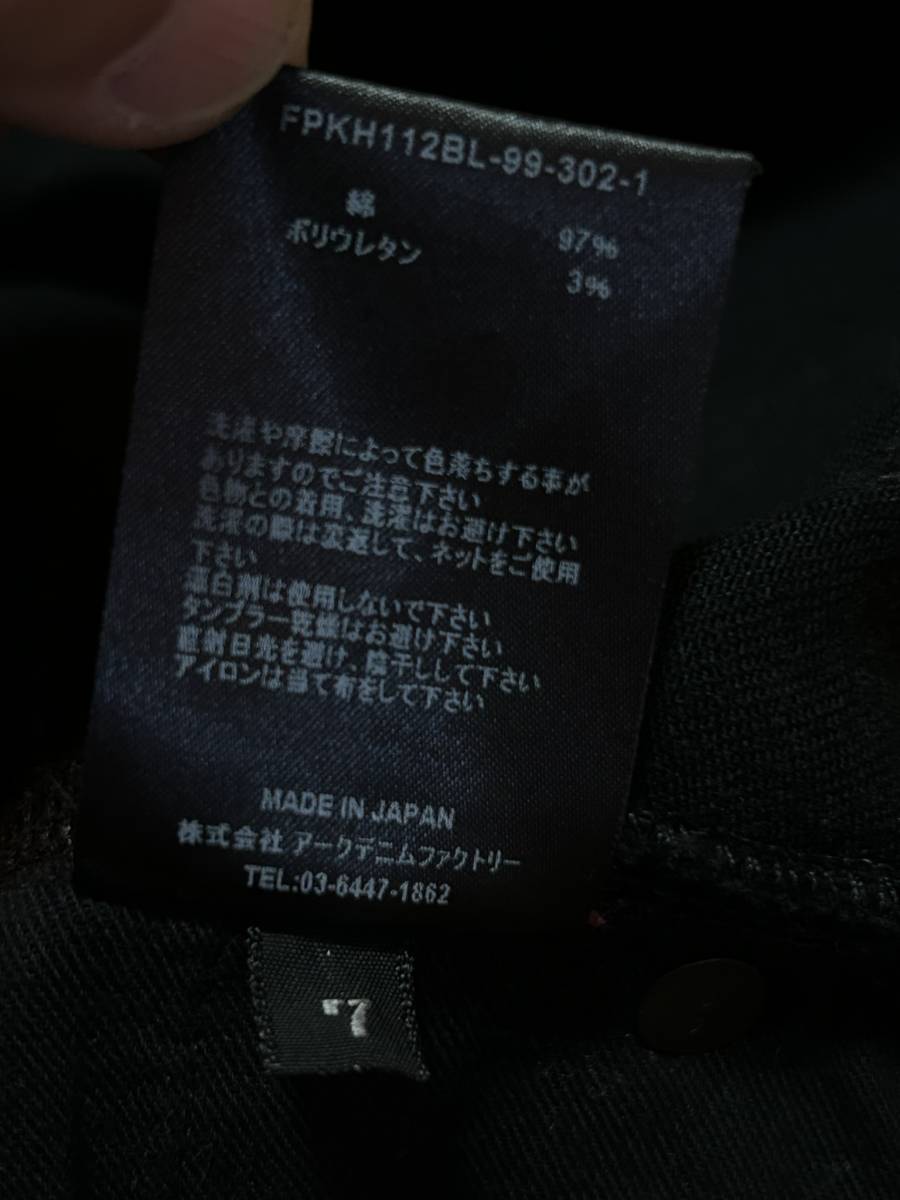 FPKH112BL-99-302-1
綿 97%
ポリウレタン 3%
洗濯や摩擦によって色落ちする事が
ありますのでご注意下さい
色物との着用、洗濯はお避け下さい
洗濯の際は裏返して、ネットをご使用
下さい
漂白剤は使用しないで下さい
タンブラー乾燥はお避け下さい
直射日光を避け、陰干しして下さい
アイロンは当て布をして下さい
MADE IN JAPAN
株式会社 アークデニムファクトリー
TEL:03-6447-1862